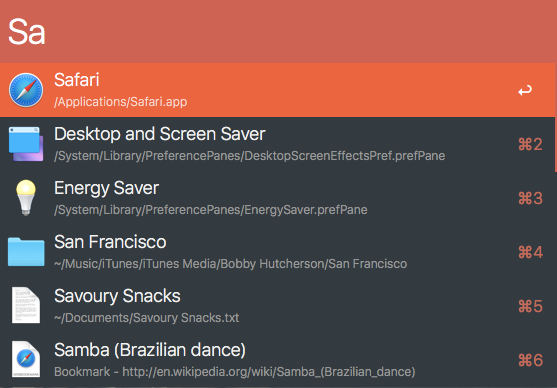 Sa
Safari
/Applications/Safari.app
↩
Desktop and Screen Saver
/System/Library/PreferencePanes/DesktopScreenEffectsPref.prefPane
⌘2
Energy Saver
/System/Library/PreferencePanes/EnergySaver.prefPane
⌘3
San Francisco
~/Music/iTunes/iTunes Media/Bobby Hutcherson/San Francisco
⌘4
Savoury Snacks
~/Documents/Savoury Snacks.txt
⌘5
Samba (Brazilian dance)
Bookmark - http://en.wikipedia.org/wiki/Samba_(Brazilian_dance)
⌘6